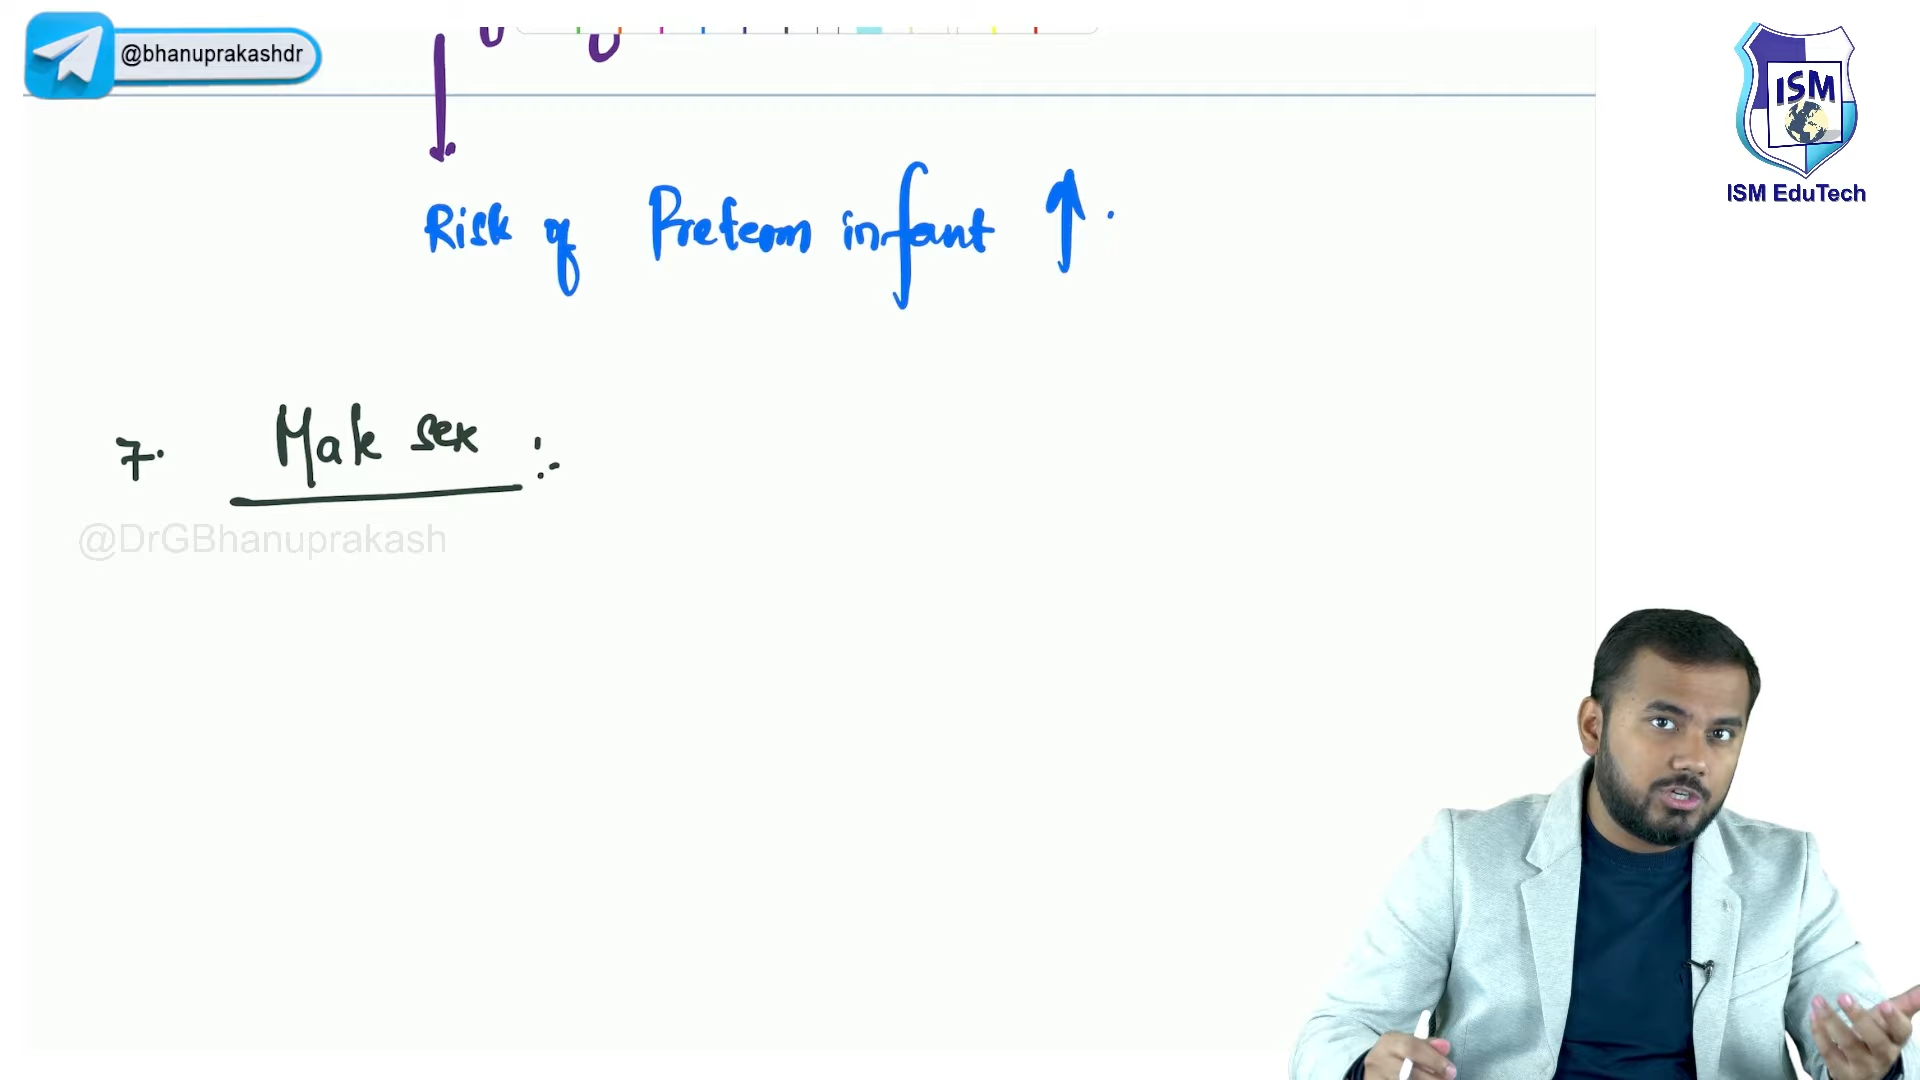 @bhanuprakashdr
ISM
ISM EduTech
Risk of Preterm infant ↑.
7. Male sex :-
@DrGBhanuprakash